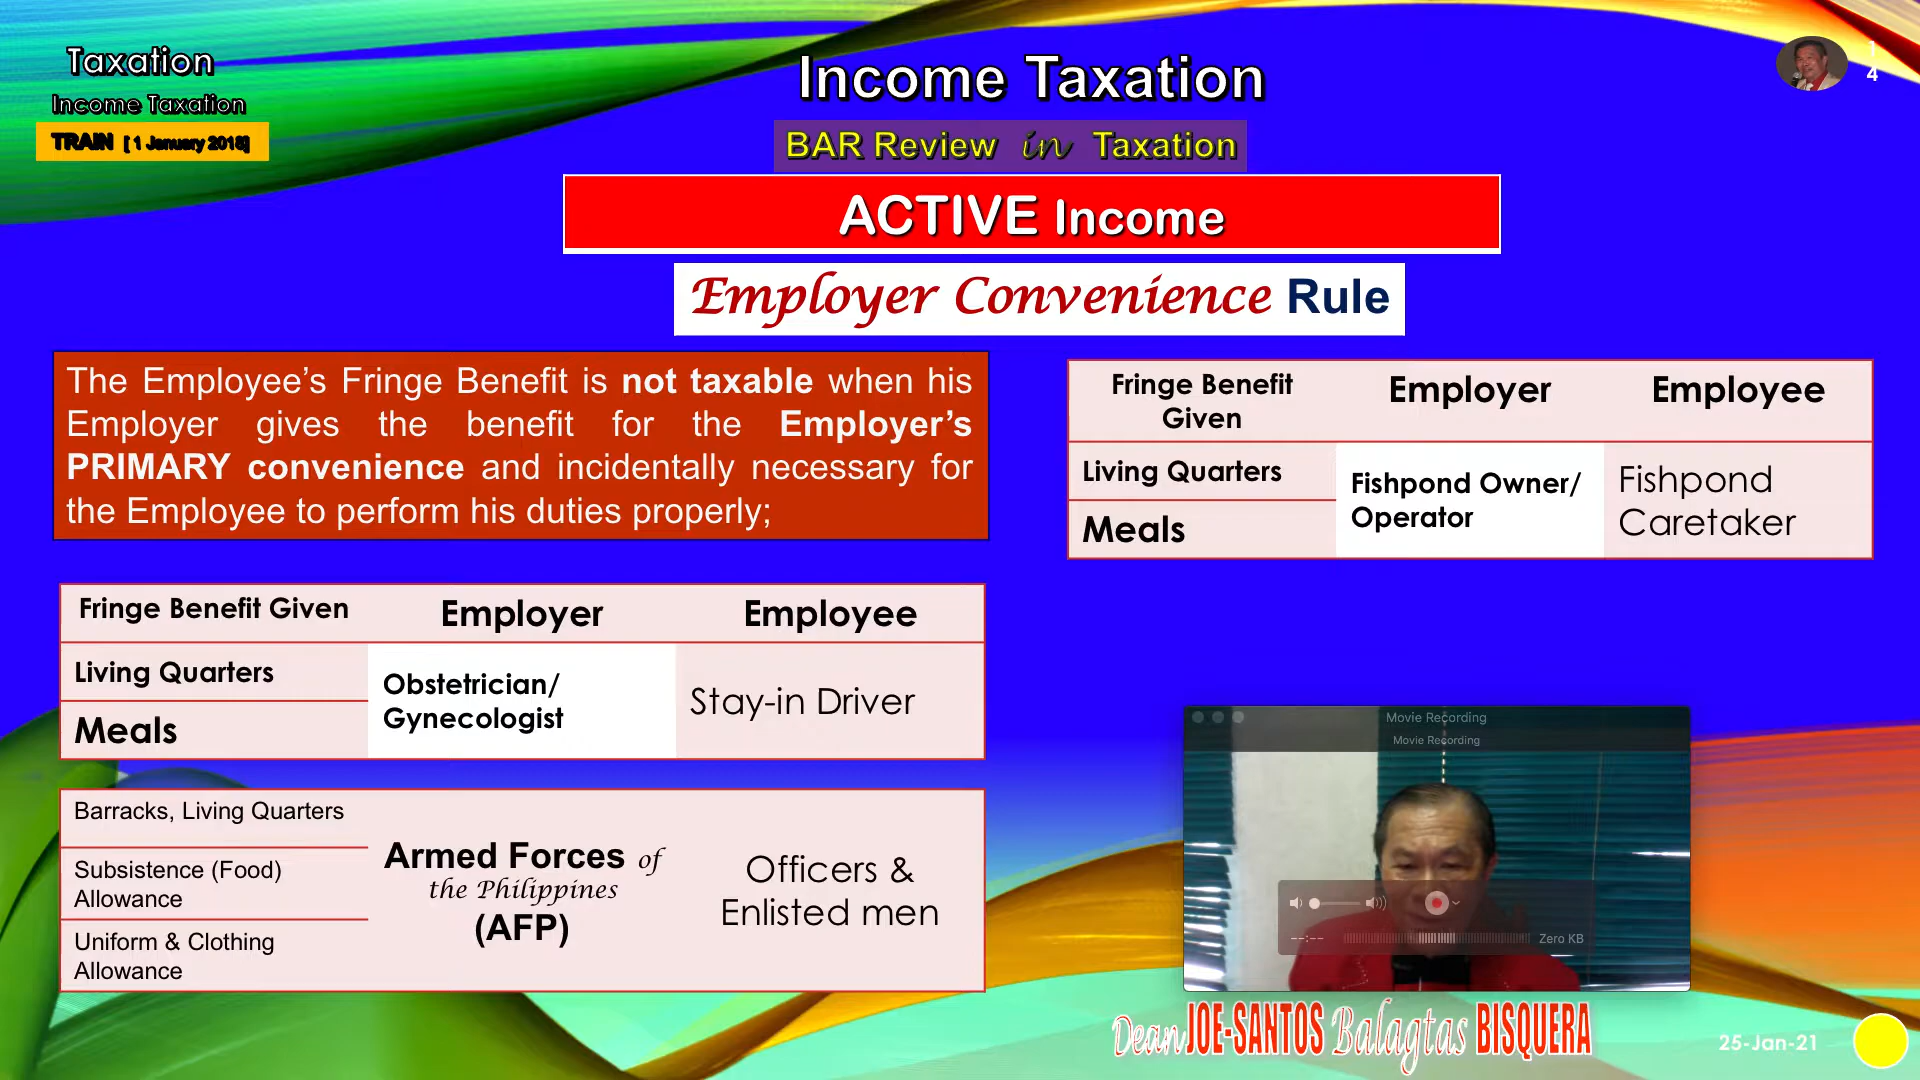 Taxation
Income Taxation
TRAIN [ 1 January 2018]
Income Taxation
BAR Review in Taxation
1
4
ACTIVE Income
Employer Convenience Rule
The Employee’s Fringe Benefit is not taxable when his
Employer gives the benefit for the Employer’s
PRIMARY convenience and incidentally necessary for
the Employee to perform his duties properly;
Fringe Benefit
Given
Employer
Employee
Living Quarters
Meals
Fishpond Owner/
Operator
Fishpond
Caretaker
Fringe Benefit Given
Employer
Employee
Living Quarters
Meals
Obstetrician/
Gynecologist
Stay-in Driver
Barracks, Living Quarters
Subsistence (Food)
Allowance
Uniform & Clothing
Allowance
Armed Forces of
the Philippines
(AFP)
Officers &
Enlisted men
Movie Recording
Movie Recording
--:--
Zero KB
Dean JOE-SANTOS Balagtas BISQUERA
25-Jan-21